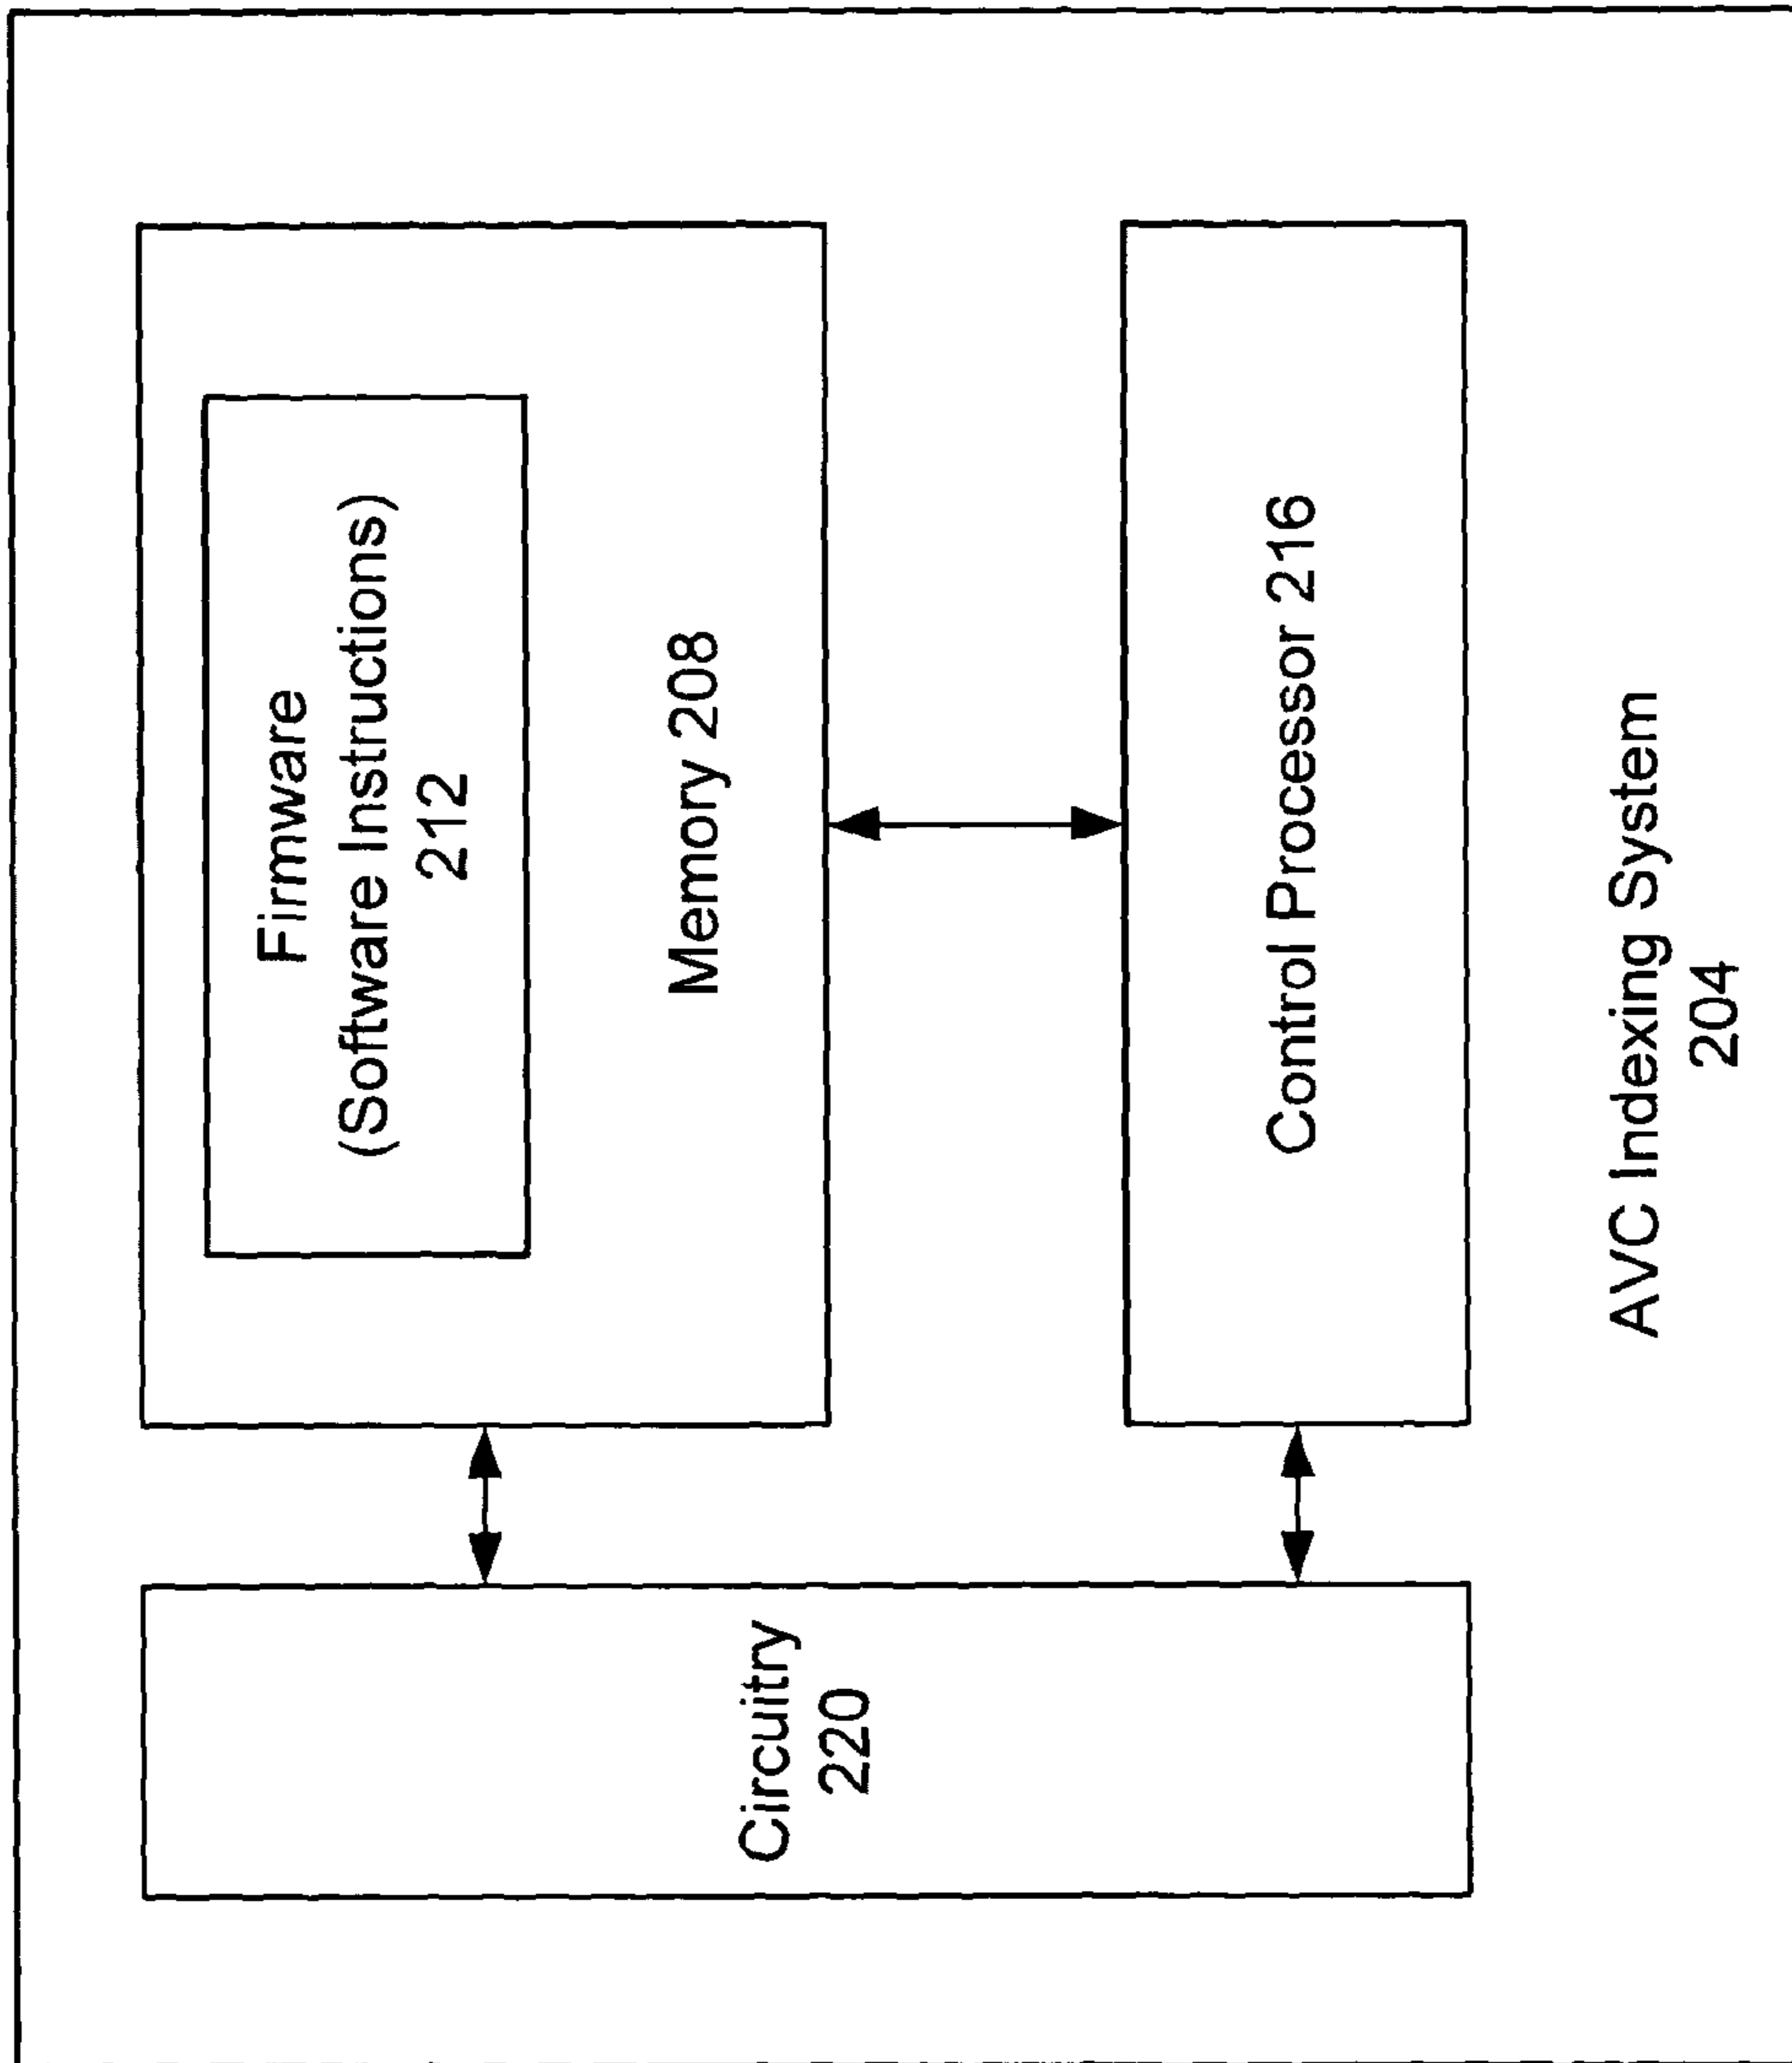 Firmware
(Software Instructions)
212
Memory 208
Circuitry
220
Control Processor 216
AVC Indexing System
204